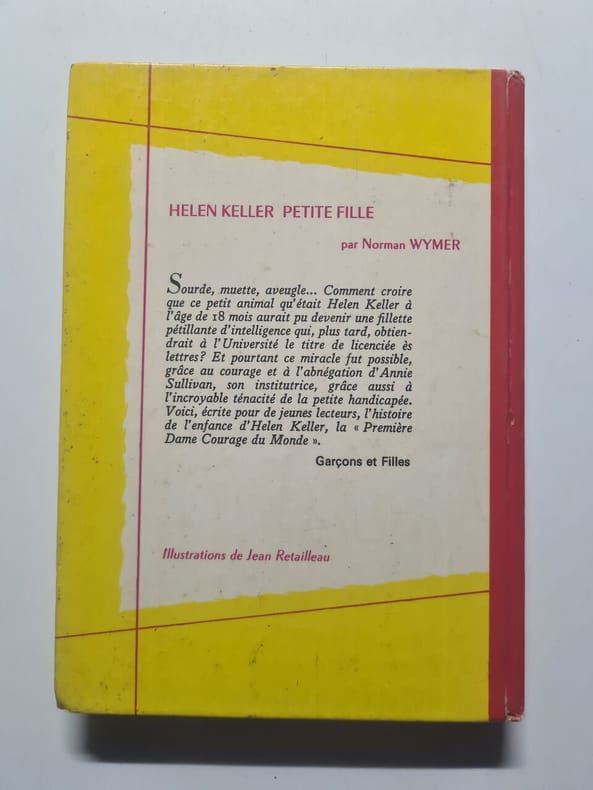 HELEN KELLER PETITE FILLE
par Norman WYMER
Sourde, muette, aveugle... Comment croire
que ce petit animal qu'était Helen Keller à
l'âge de 18 mois aurait pu devenir une fillette
pétillante d'intelligence qui, plus tard, obtien-
drait à l'Université le titre de licenciée ès
lettres? Et pourtant ce miracle fut possible,
grâce au courage et à l'abnégation d'Annie
Sullivan, son institutrice, grâce aussi à
l'incroyable ténacité de la petite handicapée.
Voici, écrite pour de jeunes lecteurs, l'histoire
de l'enfance d'Helen Keller, la « Première
Dame Courage du Monde ».
Garçons et Filles
Illustrations de Jean Retailleau